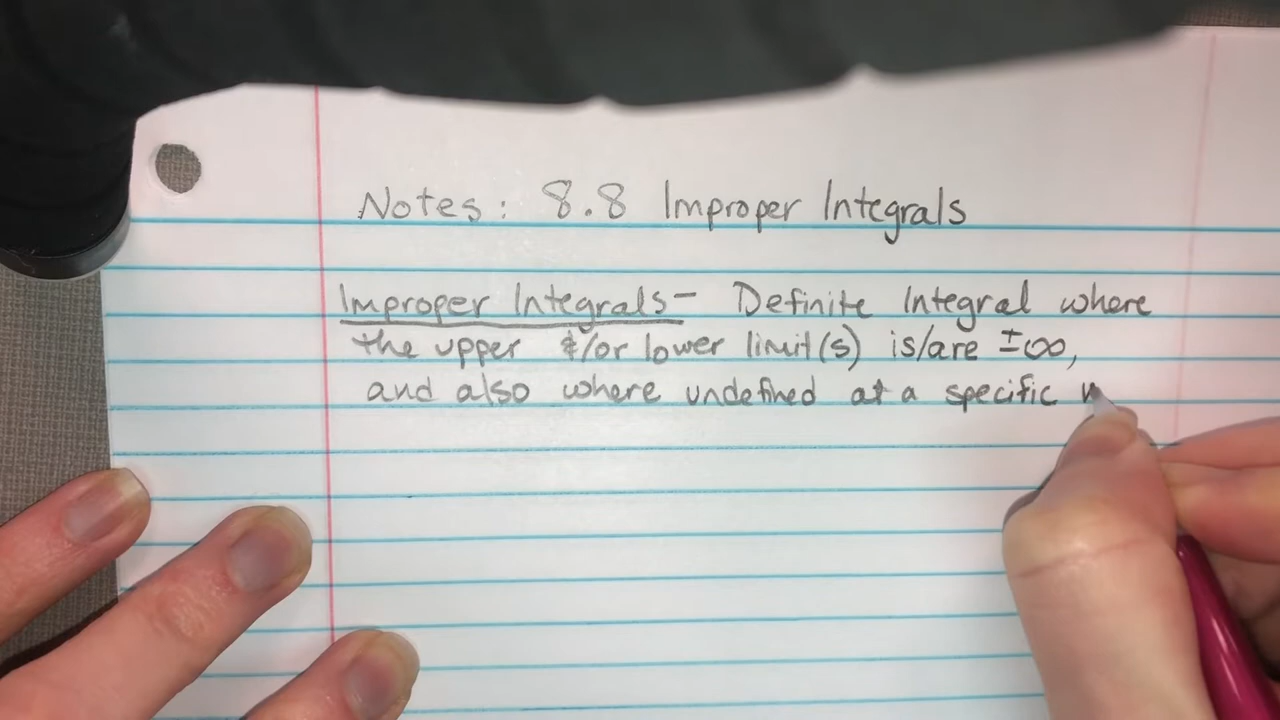 Notes: 8.8 Improper Integrals
Improper Integrals- Definite Integral where
the upper &/or lower limit(s) is/are ±∞,
and also where undefined at a specific